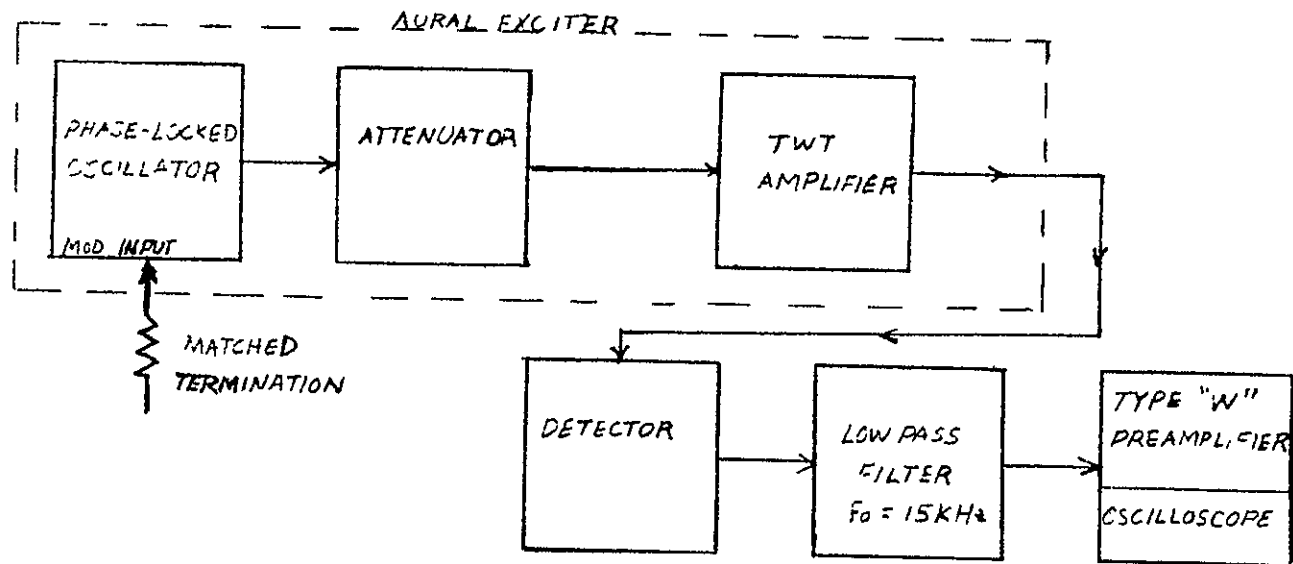 AURAL EXCITER
PHASE-LOCKED
OSCILLATOR
MOD INPUT
ATTENUATOR
TWT
AMPLIFIER
MATCHED
TERMINATION
DETECTOR
LOW PASS
FILTER
Fo = 15KHz
TYPE "W"
PREAMPLIFIER
OSCILLOSCOPE